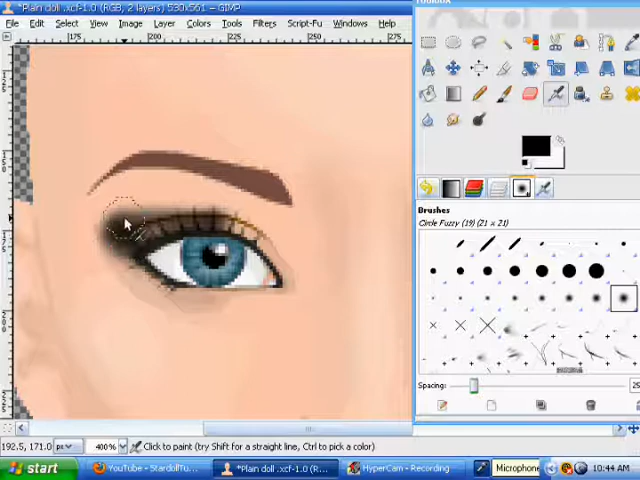 *Plain doll .xcf-1.0 (RGB, 2 layers) 530x561 – GIMP
File Edit Select View Image Layer Colors Tools Filters Script-Fu Windows Help
175 200 225 250
Brushes
Circle Fuzzy (19) (21 x 21)
Spacing:
192.5, 171.0 px 400% Click to paint (try Shift for a straight line, Ctrl to pick a color)
start YouTube - StardollTu... *Plain doll .xcf-1.0 (R... HyperCam - Recording Microphone 10:44 AM